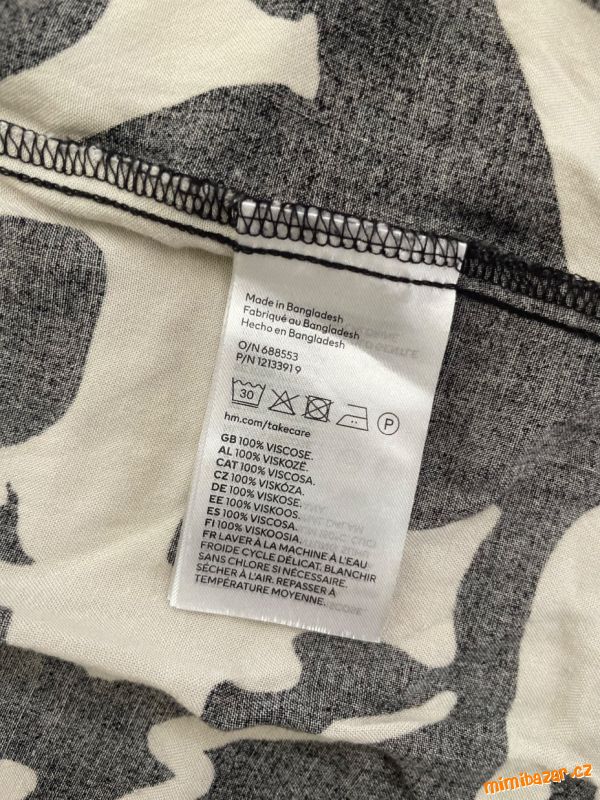 Made in Bangladesh
Fabriqué au Bangladesh
Hecho en Bangladesh
O/N 688553
P/N 1213391 9
30
P
hm.com/takecare
GB 100% VISCOSE.
AL 100% VISKOZË.
CAT 100% VISCOSA.
CZ 100% VISKÓZA.
DE 100% VISKOSE.
EE 100% VISKOOS.
ES 100% VISCOSA.
FI 100% VISKOOSIA.
FR LAVER À LA MACHINE À L'EAU
FROIDE CYCLE DÉLICAT. BLANCHIR
SANS CHLORE SI NÉCESSAIRE.
SÉCHER À L'AIR. REPASSER À
TEMPÉRATURE MOYENNE.
mimibazar.cz